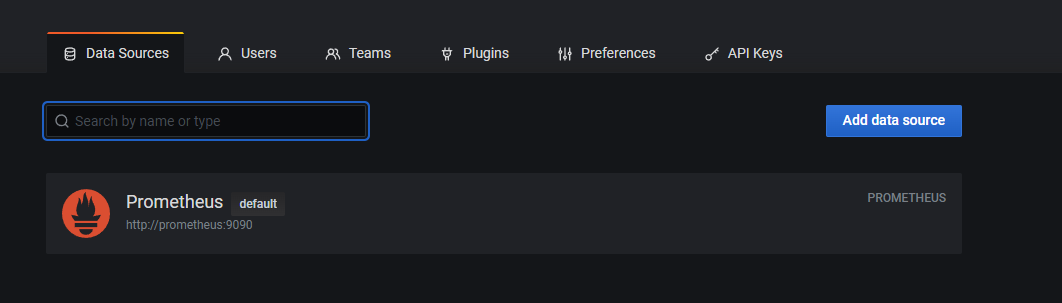 Data Sources Users Teams Plugins Preferences API Keys
Search by name or type Add data source
Prometheus default PROMETHEUS
http://prometheus:9090